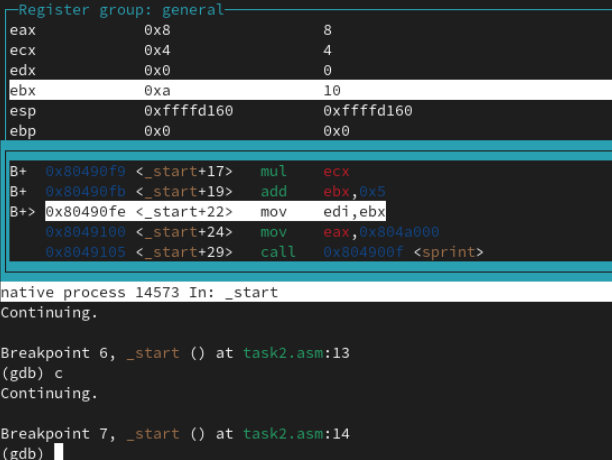 Register group: general
eax 0x8 8
ecx 0x4 4
edx 0x0 0
ebx 0xa 10
esp 0xffffd160 0xffffd160
ebp 0x0 0x0
B+ 0x80490f9 <_start+17> mul ecx
B+ 0x80490fb <_start+19> add ebx,0x5
B+> 0x80490fe <_start+22> mov edi,ebx
0x8049100 <_start+24> mov eax,0x804a000
0x8049105 <_start+29> call 0x804900f <sprint>
native process 14573 In: _start
Continuing.
Breakpoint 6, _start () at task2.asm:13
(gdb) c
Continuing.
Breakpoint 7, _start () at task2.asm:14
(gdb)